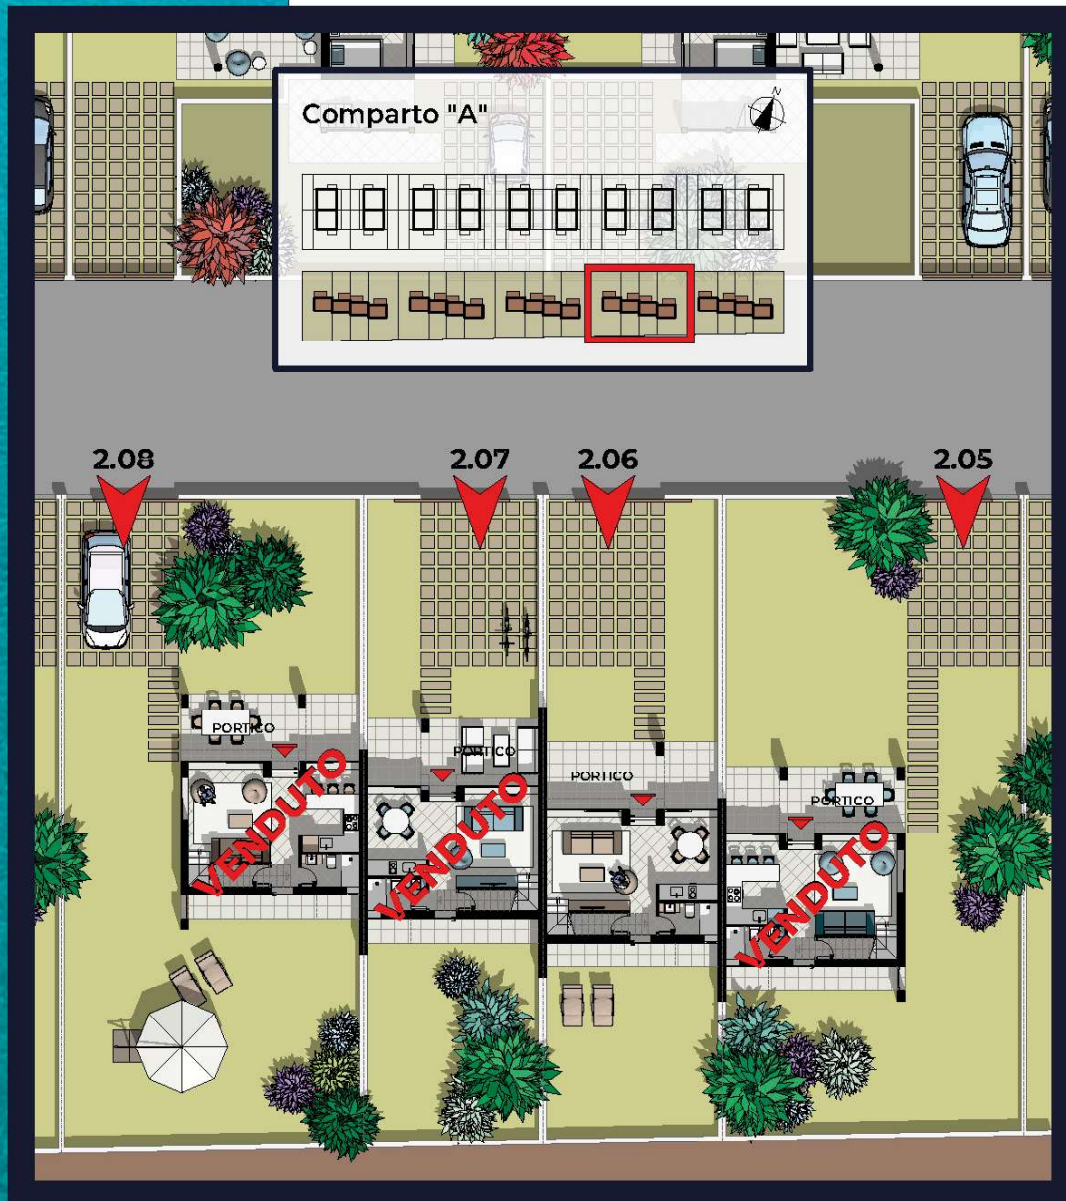 Comparto "A"
N
2.08
2.07
2.06
2.05
PORTICO
PORTICO
PORTICO
PORTICO
VENDUTO
VENDUTO
VENDUTO